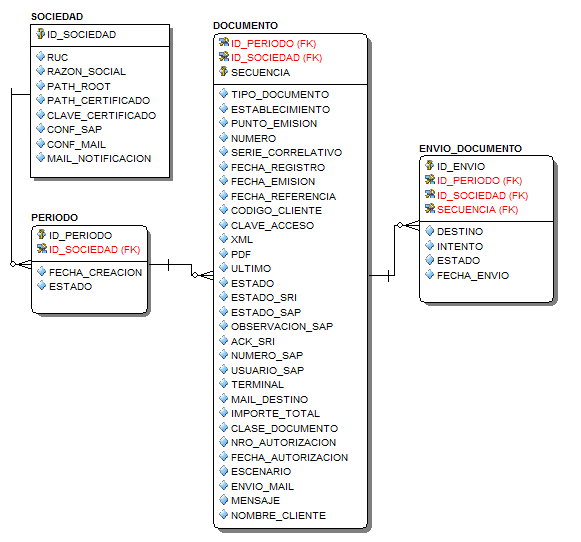 SOCIEDAD
ID_SOCIEDAD
RUC
RAZON_SOCIAL
PATH_ROOT
PATH_CERTIFICADO
CLAVE_CERTIFICADO
CONF_SAP
CONF_MAIL
MAIL_NOTIFICACION
PERIODO
ID_PERIODO
ID_SOCIEDAD (FK)
FECHA_CREACION
ESTADO
DOCUMENTO
ID_PERIODO (FK)
ID_SOCIEDAD (FK)
SECUENCIA
TIPO_DOCUMENTO
ESTABLECIMIENTO
PUNTO_EMISION
NUMERO
SERIE_CORRELATIVO
FECHA_REGISTRO
FECHA_EMISION
FECHA_REFERENCIA
CODIGO_CLIENTE
CLAVE_ACCESO
XML
PDF
ULTIMO
ESTADO
ESTADO_SRI
ESTADO_SAP
OBSERVACION_SAP
ACK_SRI
NUMERO_SAP
USUARIO_SAP
TERMINAL
MAIL_DESTINO
IMPORTE_TOTAL
CLASE_DOCUMENTO
NRO_AUTORIZACION
FECHA_AUTORIZACION
ESCENARIO
ENVIO_MAIL
MENSAJE
NOMBRE_CLIENTE
ENVIO_DOCUMENTO
ID_ENVIO
ID_PERIODO (FK)
ID_SOCIEDAD (FK)
SECUENCIA (FK)
DESTINO
INTENTO
ESTADO
FECHA_ENVIO